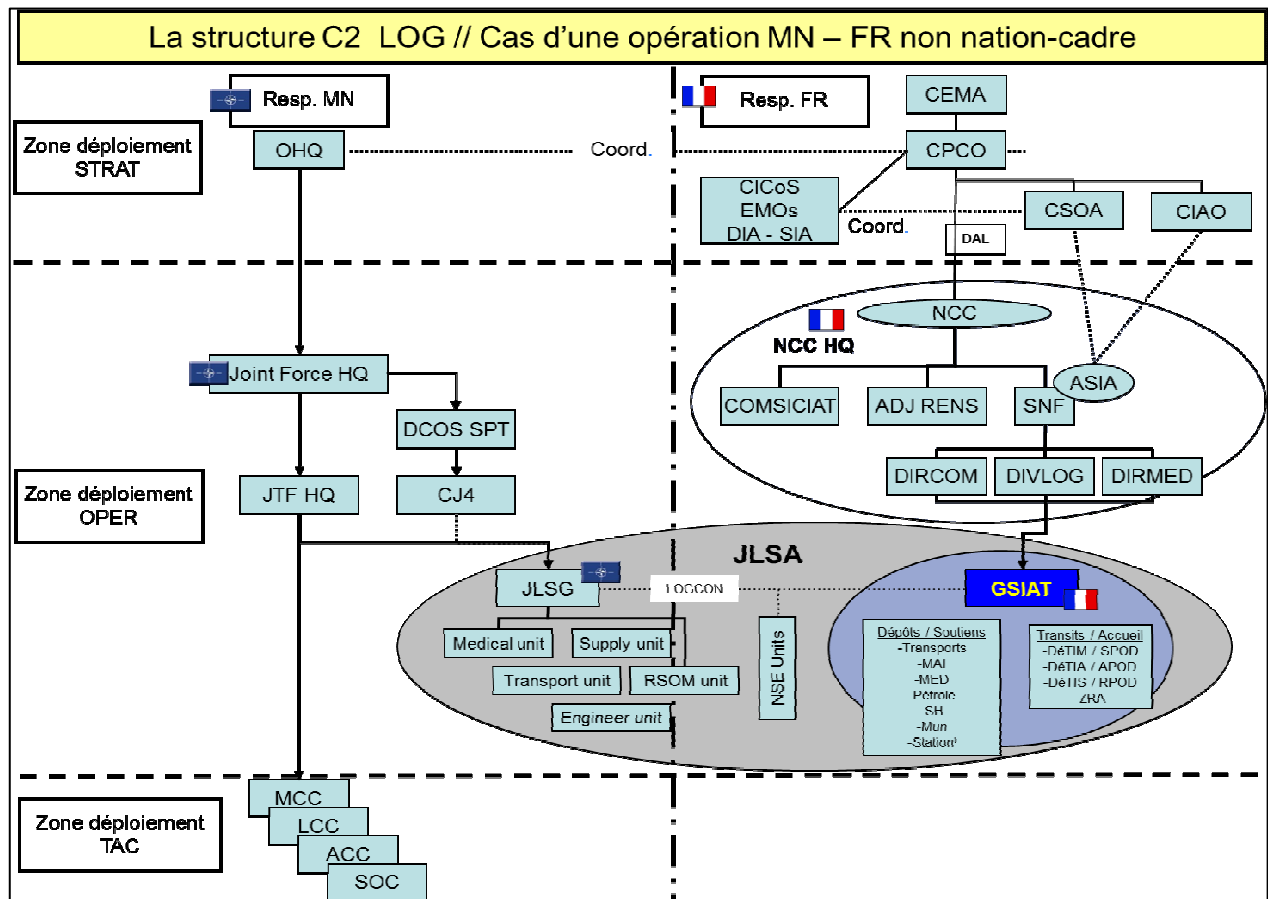 La structure C2 LOG // Cas d'une opération MN – FR non nation-cadre
Resp. MN
Resp. FR
CEMA
Zone déploiement
STRAT
OHQ
Coord.
CPCO
CICoS
EMOs
DIA - SIA
Coord.
CSOA
CIAO
DAL
NCC
NCC HQ
Joint Force HQ
ASIA
COMSICIAT
ADJ RENS
SNF
DCOS SPT
Zone déploiement
OPER
JTF HQ
CJ4
DIRCOM
DIVLOG
DIRMED
JLSA
JLSG
LOGCON
GSIAT
Medical unit
Supply unit
Transport unit
RSOM unit
Engineer unit
NSE Units
Dépôts / Soutiens
-Transports
-MAI
-MED
Pétrole
SH
-Mun
-Station¹
Transits / Accueil
-DéTIM / SPOD
-DéTIA / APOD
-DéTIS / RPOD
ZRA
Zone déploiement
TAC
MCC
LCC
ACC
SOC